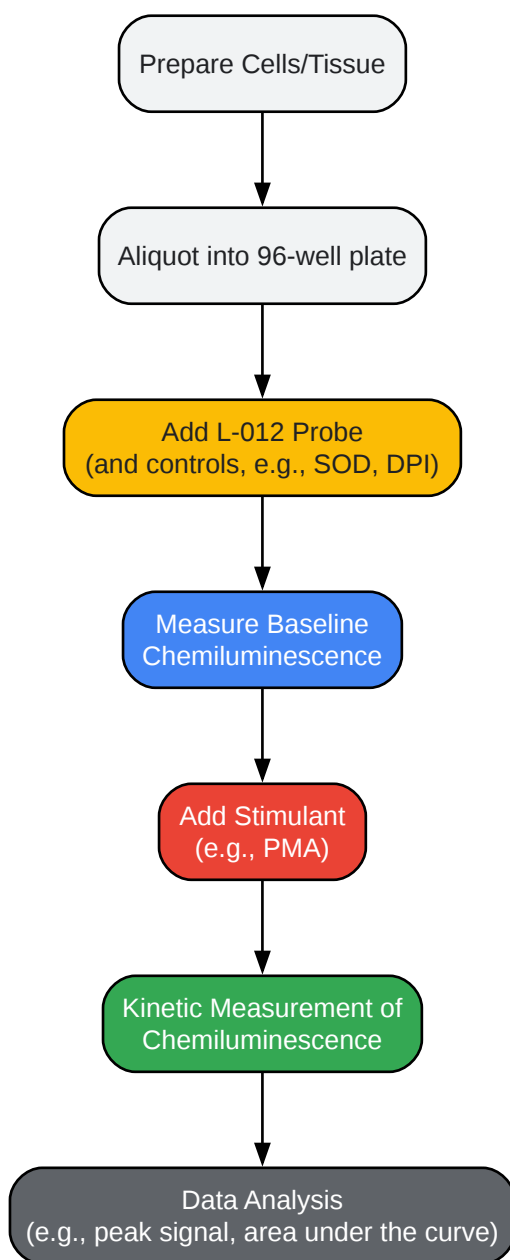 Prepare Cells/Tissue
Aliquot into 96-well plate
Add L-012 Probe
(and controls, e.g., SOD, DPI)
Measure Baseline
Chemiluminescence
Add Stimulant
(e.g., PMA)
Kinetic Measurement of
Chemiluminescence
Data Analysis
(e.g., peak signal, area under the curve)